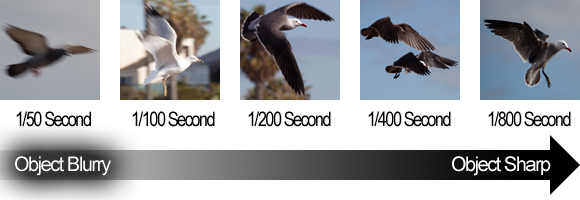 1/50 Second 1/100 Second 1/200 Second 1/400 Second 1/800 Second
Object Blurry Object Sharp